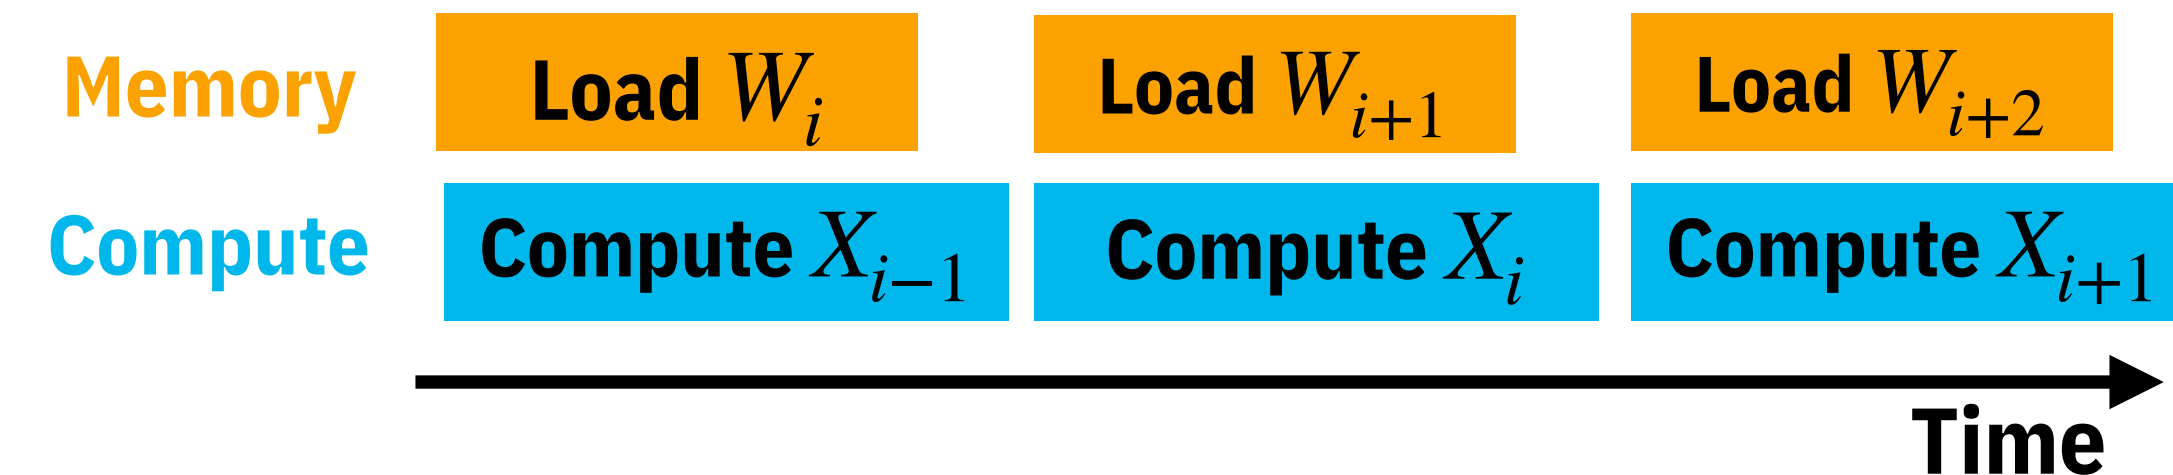 Memory Load W_i Load W_{i+1} Load W_{i+2}
Compute Compute X_{i−1} Compute X_i Compute X_{i+1}
Time